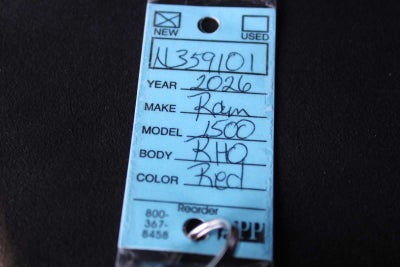 NEW USED
N359101
YEAR 2026
MAKE Ram
MODEL 1500
BODY RHO
COLOR Red
Reorder
800-
367-
8458